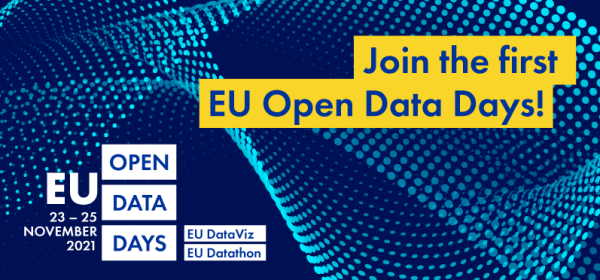 Join the first
EU Open Data Days!
EU
OPEN
DATA
DAYS
23 – 25
NOVEMBER
2021
EU DataViz
EU Datathon